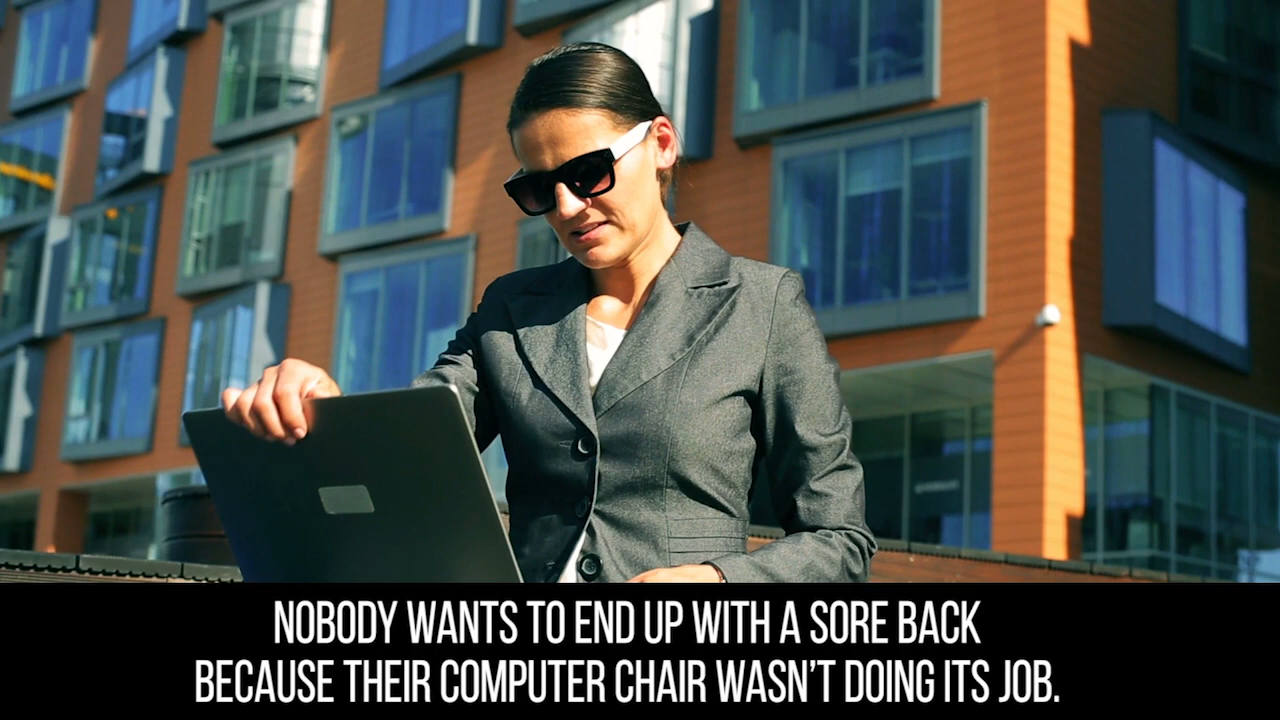 NOBODY WANTS TO END UP WITH A SORE BACK
BECAUSE THEIR COMPUTER CHAIR WASN'T DOING ITS JOB.